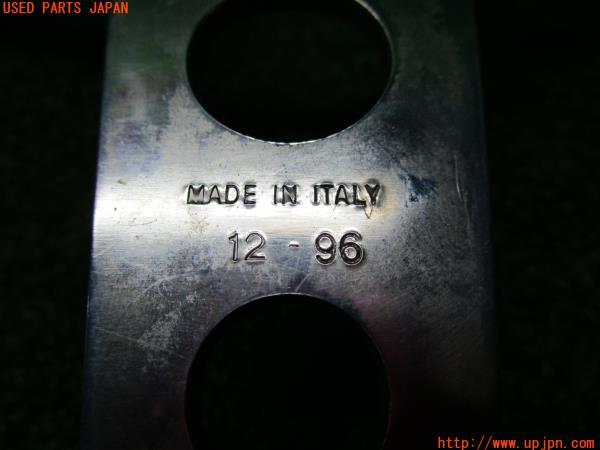 USED PARTS JAPAN
MADE IN ITALY
12 - 96
http://www.upjpn.com/